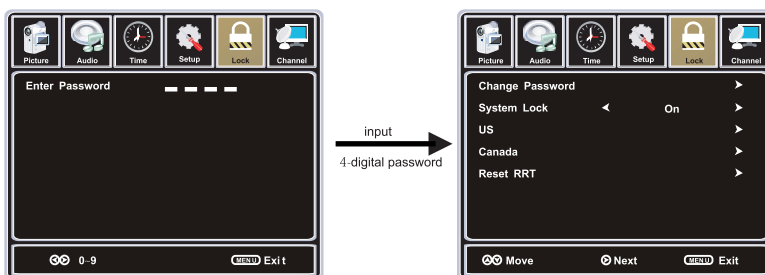 Picture Audio Time Setup Lock Channel
Enter Password
0~9 MENU Exit
input
4-digital password
Picture Audio Time Setup Lock Channel
Change Password
System Lock On
US
Canada
Reset RRT
Move Next MENU Exit